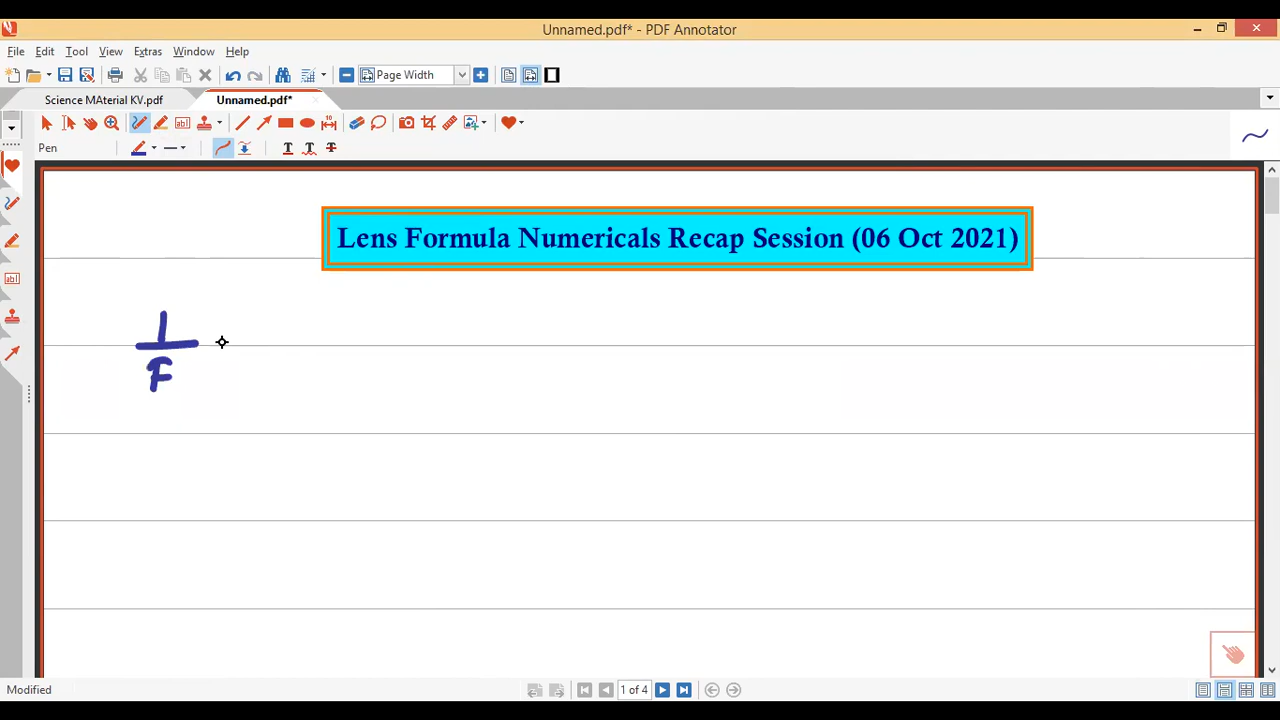 Unnamed.pdf* - PDF Annotator
File Edit Tool View Extras Window Help
Page Width
Science MAterial KV.pdf Unnamed.pdf*
Pen
Lens Formula Numericals Recap Session (06 Oct 2021)
1
F
Modified
1 of 4